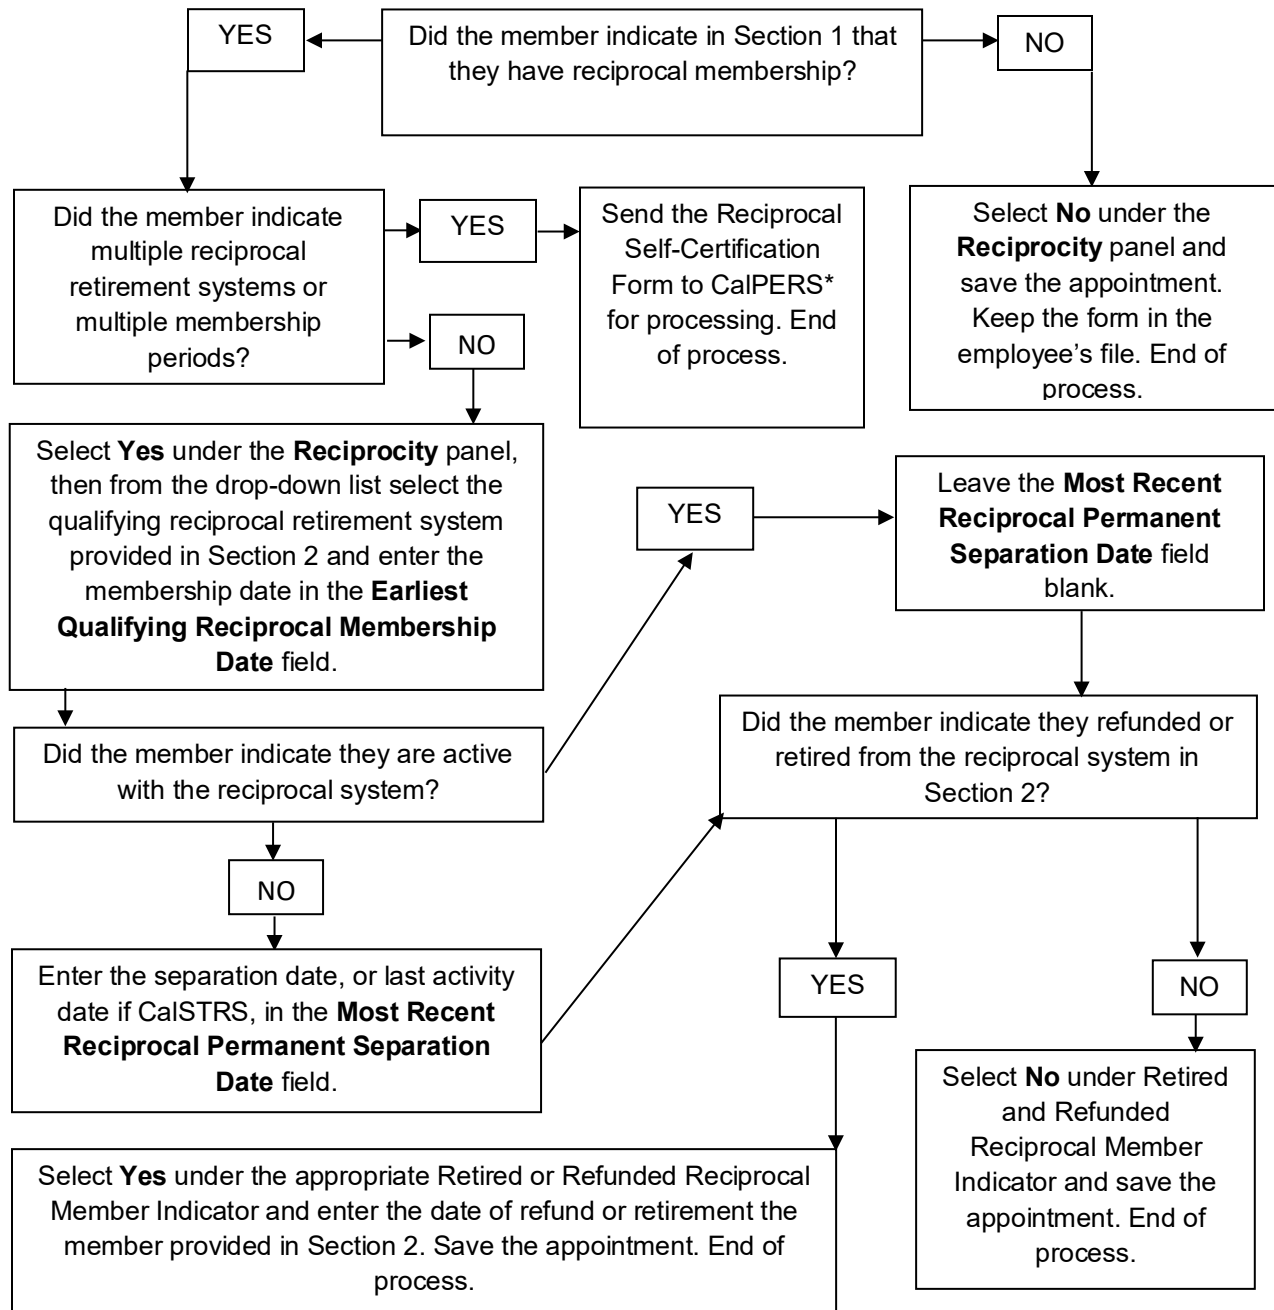 YES
Did the member indicate in Section 1 that
they have reciprocal membership?
NO
Did the member indicate
multiple reciprocal
retirement systems or
multiple membership
periods?
YES
Send the Reciprocal
Self-Certification
Form to CalPERS*
for processing. End
of process.
Select No under the
Reciprocity panel and
save the appointment.
Keep the form in the
employee’s file. End of
process.
NO
Select Yes under the Reciprocity panel,
then from the drop-down list select the
qualifying reciprocal retirement system
provided in Section 2 and enter the
membership date in the Earliest
Qualifying Reciprocal Membership
Date field.
YES
Leave the Most Recent
Reciprocal Permanent
Separation Date field
blank.
Did the member indicate they are active
with the reciprocal system?
Did the member indicate they refunded or
retired from the reciprocal system in
Section 2?
NO
Enter the separation date, or last activity
date if CalSTRS, in the Most Recent
Reciprocal Permanent Separation
Date field.
YES
NO
Select Yes under the appropriate Retired or Refunded Reciprocal
Member Indicator and enter the date of refund or retirement the
member provided in Section 2. Save the appointment. End of
process.
Select No under Retired
and Refunded
Reciprocal Member
Indicator and save the
appointment. End of
process.